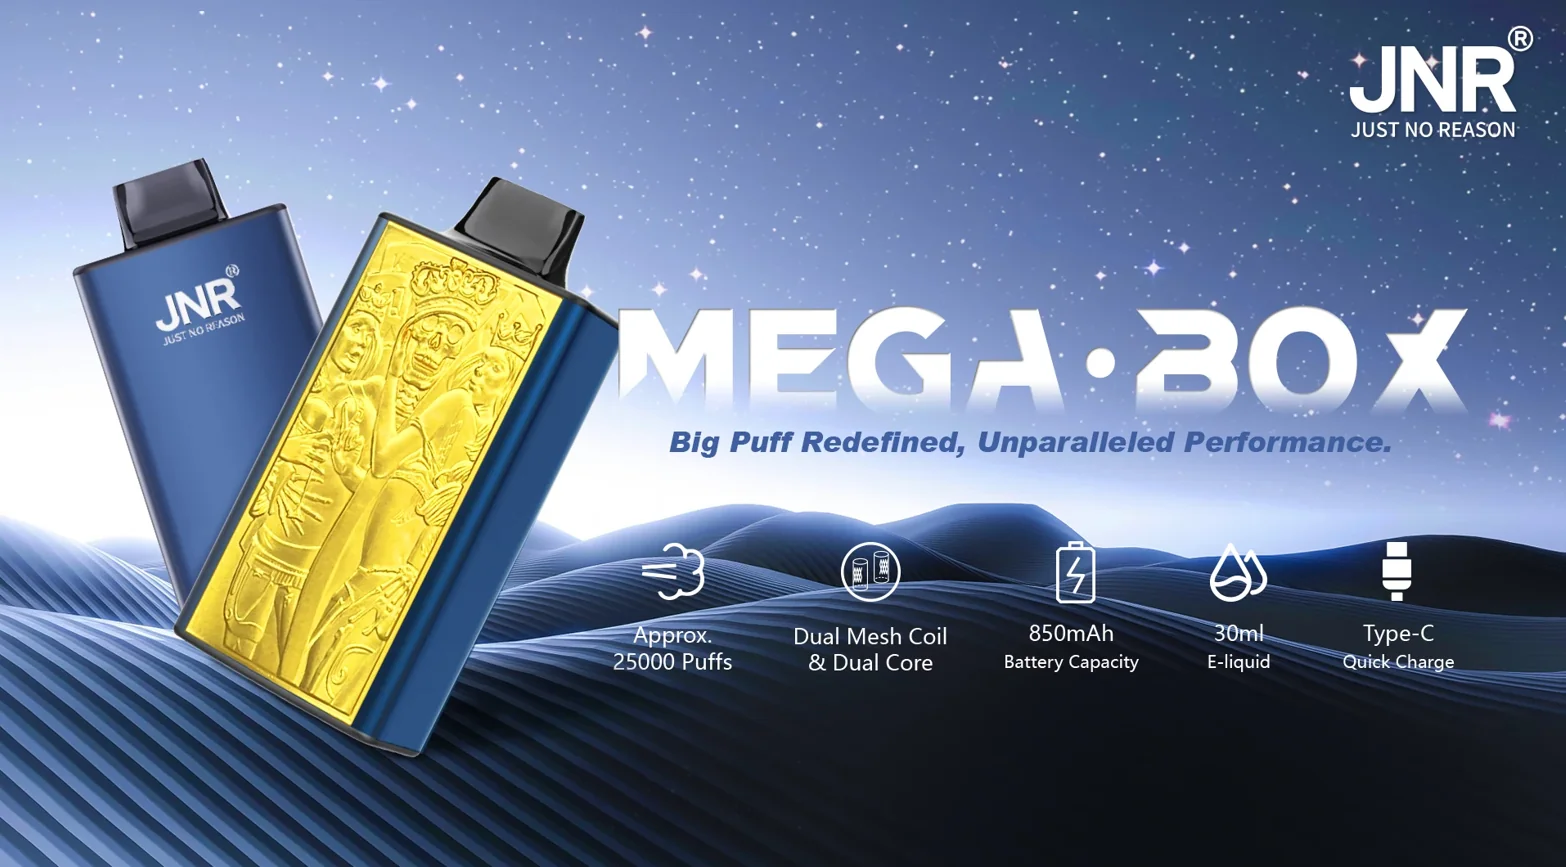 JNR®
JUST NO REASON
JNR®
JUST NO REASON
MEGA·BOX
Big Puff Redefined, Unparalleled Performance.
Approx.
25000 Puffs
Dual Mesh Coil
& Dual Core
850mAh
Battery Capacity
30ml
E-liquid
Type-C
Quick Charge